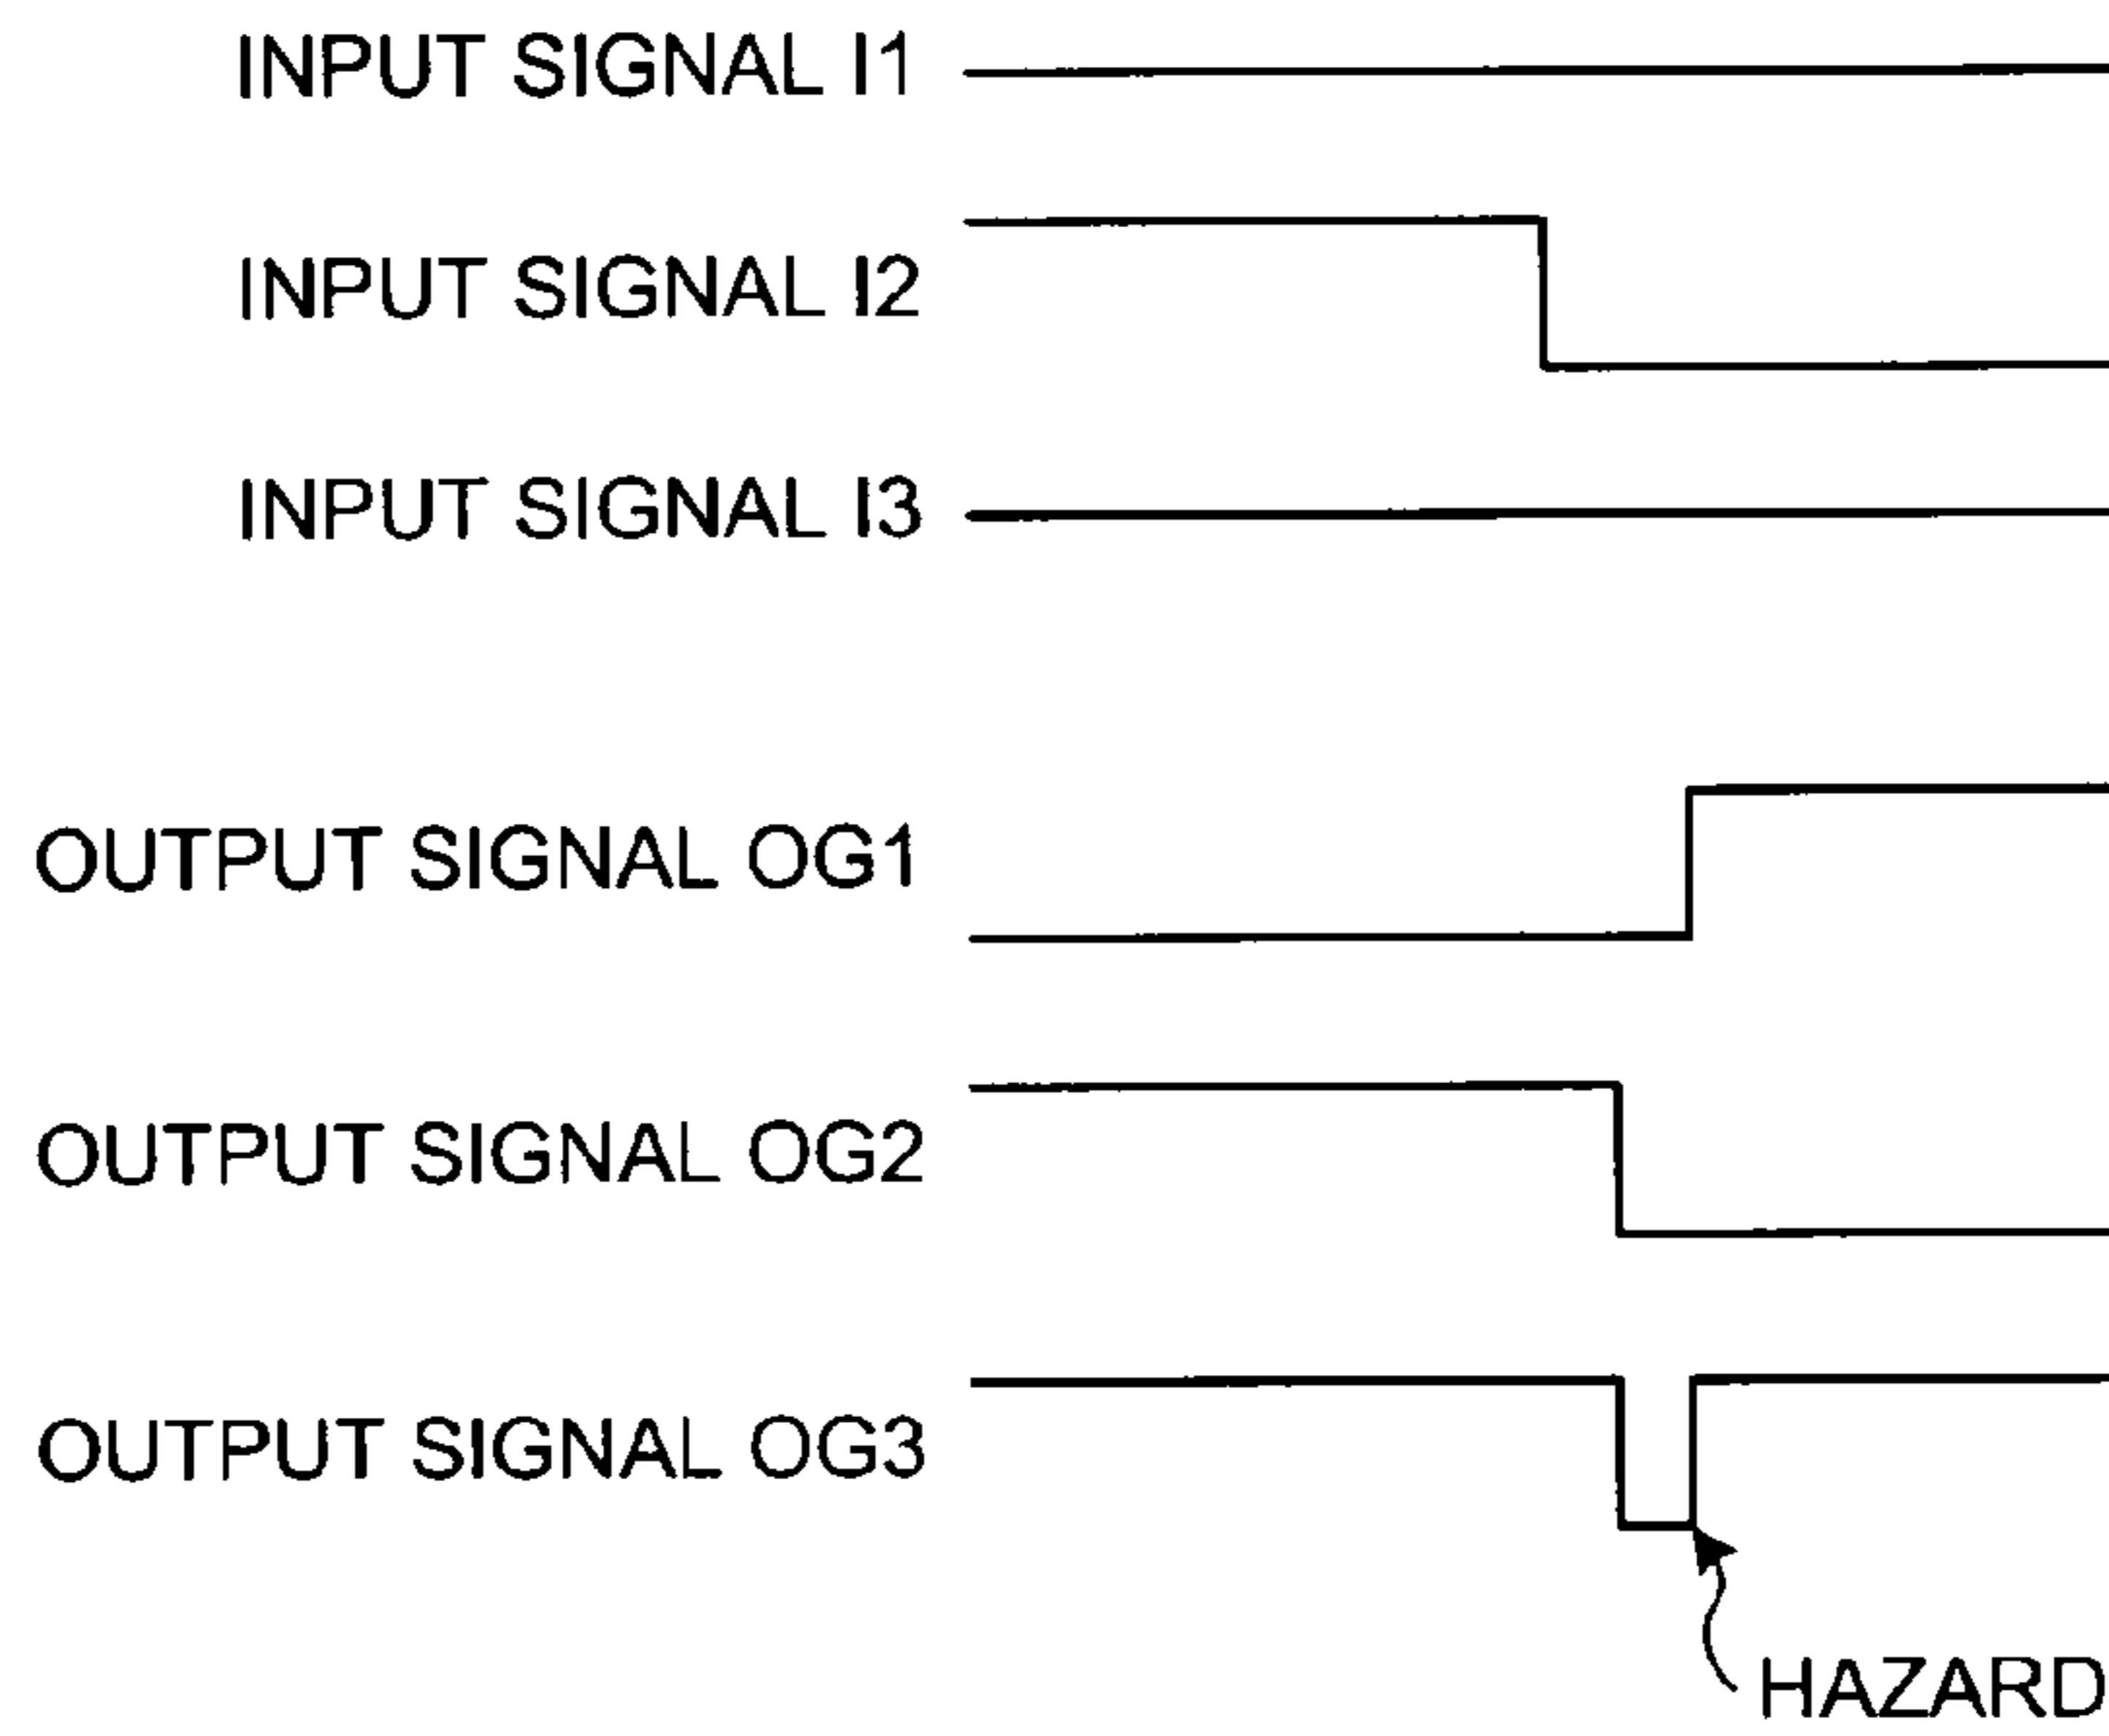 INPUT SIGNAL I1
INPUT SIGNAL I2
INPUT SIGNAL I3
OUTPUT SIGNAL OG1
OUTPUT SIGNAL OG2
OUTPUT SIGNAL OG3
HAZARD